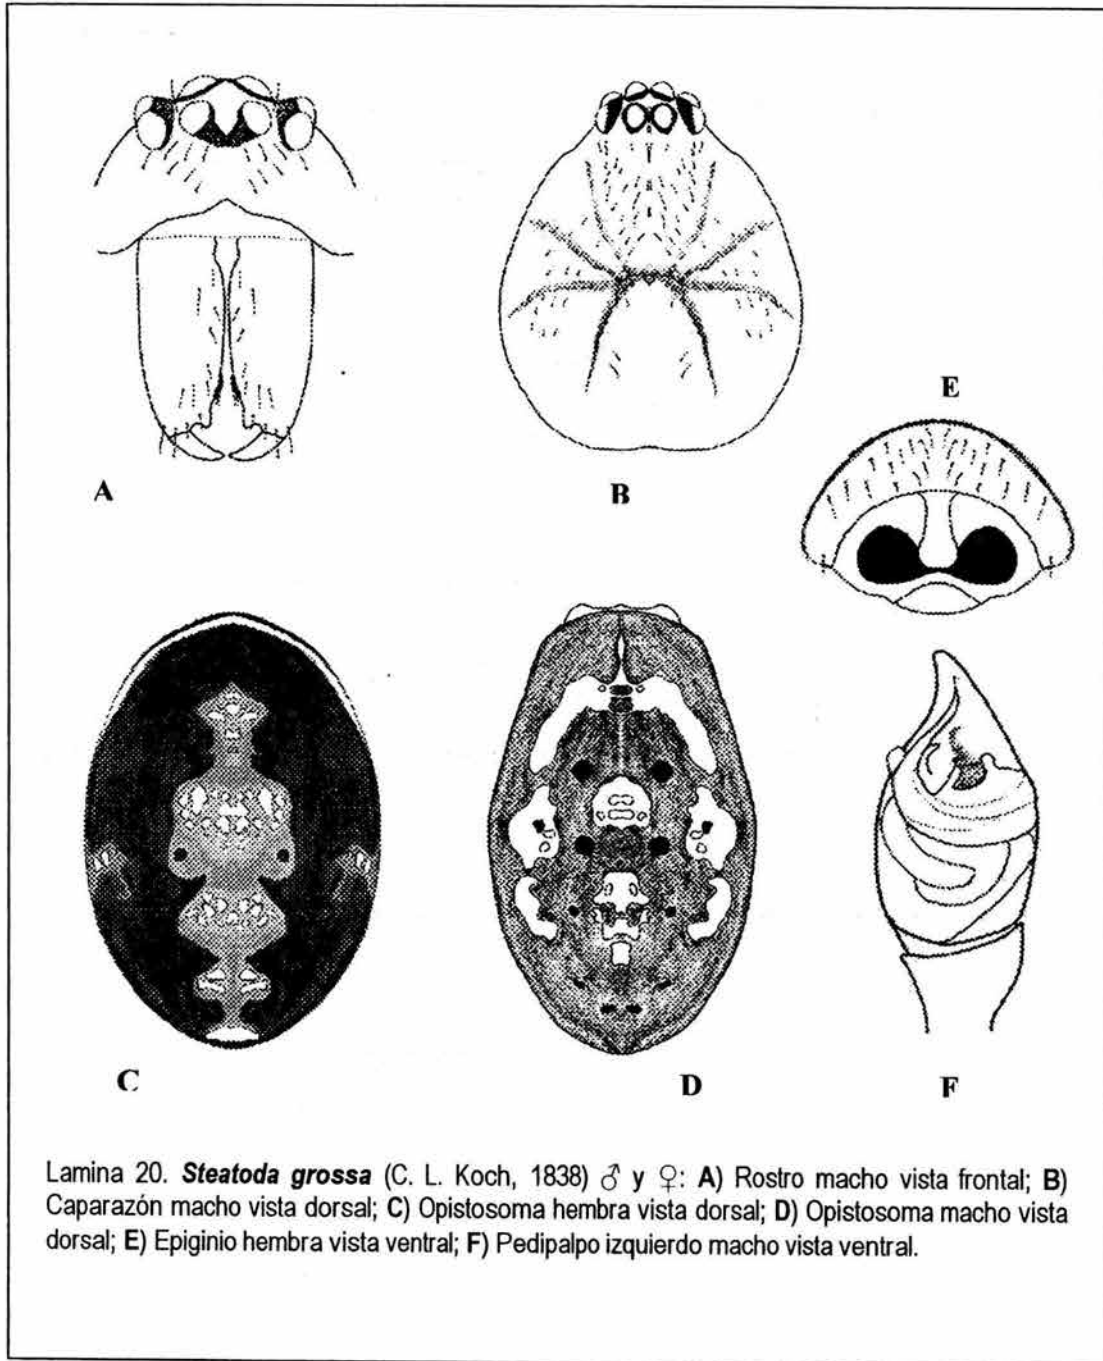 A
B
E
C
D
F
Lamina 20. Steatoda grossa (C. L. Koch, 1838) ♂ y ♀: A) Rostro macho vista frontal; B)
Caparazón macho vista dorsal; C) Opistosoma hembra vista dorsal; D) Opistosoma macho vista
dorsal; E) Epiginio hembra vista ventral; F) Pedipalpo izquierdo macho vista ventral.